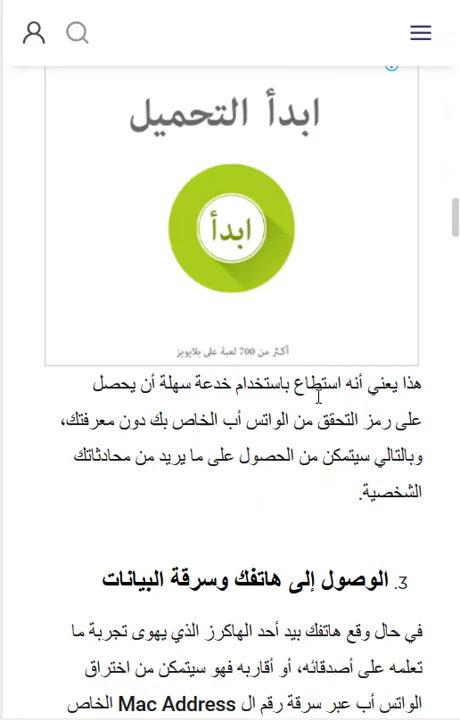 ابدأ التحميل
ابدأ
أكثر من 700 لعبة على بلايويز
هذا يعني أنه استطاع باستخدام خدعة سهلة أن يحصل
على رمز التحقق من الواتس أب الخاص بك دون معرفتك،
وبالتالي سيتمكن من الحصول على ما يريد من محادثاتك
الشخصية.
3. الوصول إلى هاتفك وسرقة البيانات
في حال وقع هاتفك بيد أحد الهاكرز الذي يهوى تجربة ما
تعلمه على أصدقائه، أو أقاربه فهو سيتمكن من اختراق
الواتس أب عبر سرقة رقم ال Mac Address الخاص